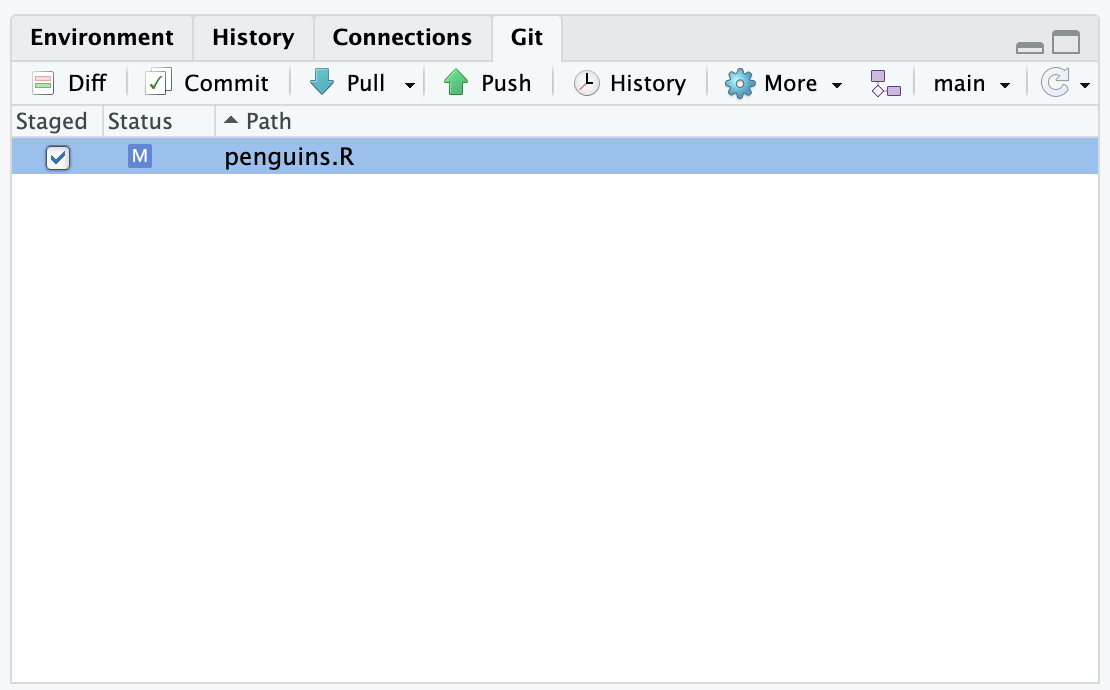 Environment History Connections Git
Diff Commit Pull Push History More main
Staged Status Path
M penguins.R